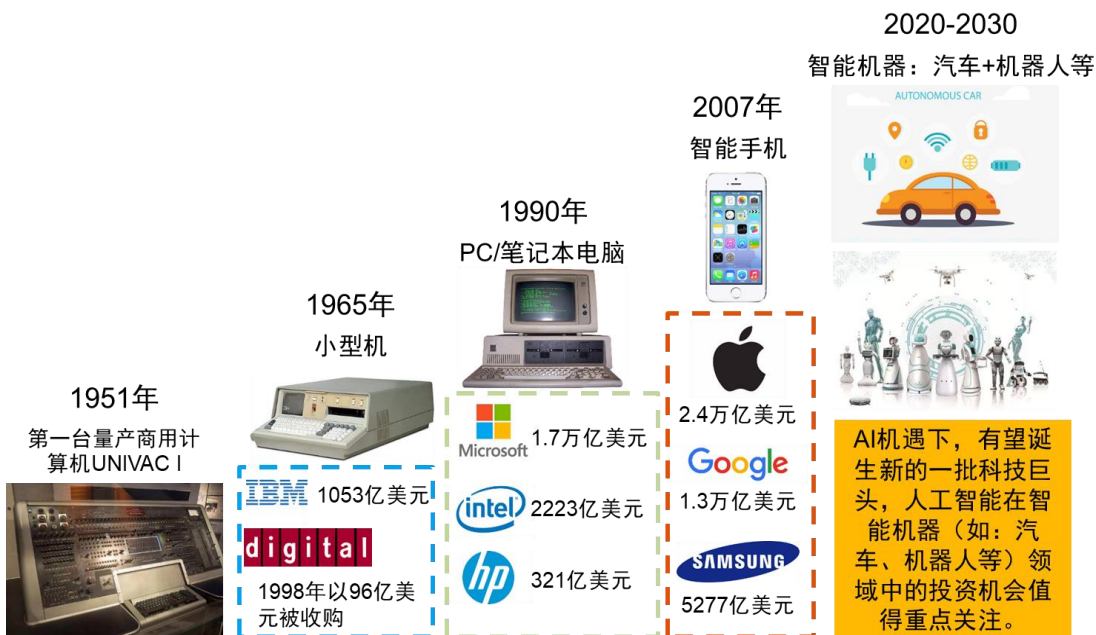 1951年
第一台量产商用计
算机UNIVAC I
1965年
小型机
IBM 1053亿美元
digital
1998年以96亿美
元被收购
1990年
PC/笔记本电脑
Microsoft 1.7万亿美元
intel 2223亿美元
hp 321亿美元
2007年
智能手机
2.4万亿美元
Google
1.3万亿美元
SAMSUNG
5277亿美元
2020-2030
智能机器：汽车+机器人等
AUTONOMOUS CAR
AI机遇下，有望诞
生新的一批科技巨
头，人工智能在智
能机器（如：汽
车、机器人等）领
域中的投资机会值
得重点关注。